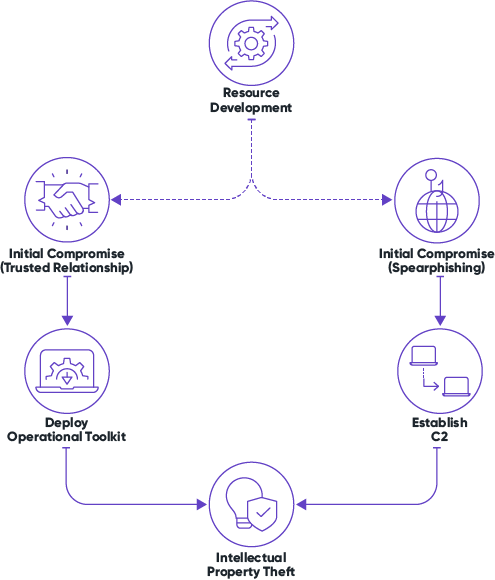 Resource
Development
Initial Compromise
(Trusted Relationship)
Initial Compromise
(Spearphishing)
Deploy
Operational Toolkit
Establish
C2
Intellectual
Property Theft